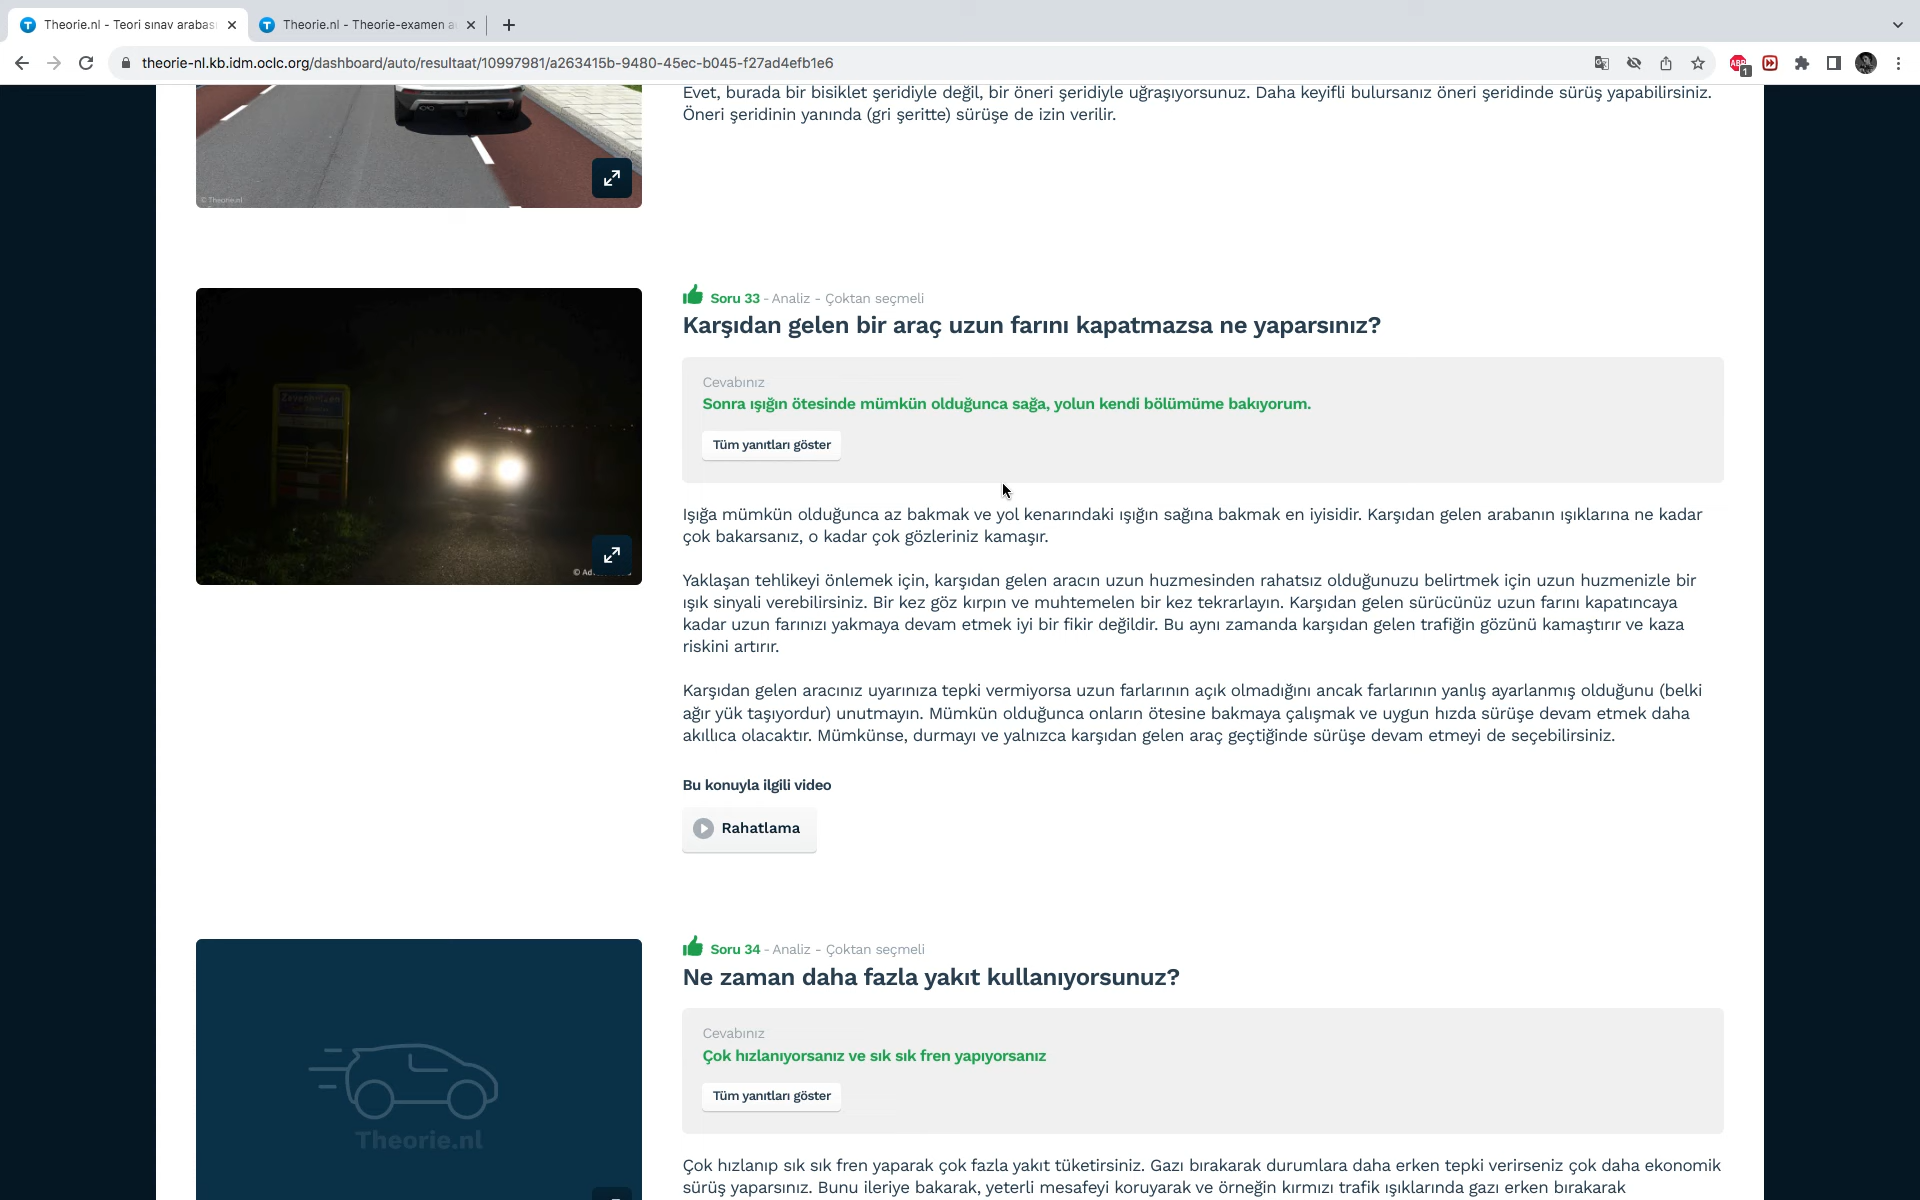 Theorie.nl - Teori sınav arabas
Theorie.nl - Theorie-examen a
theorie-nl.kb.idm.oclc.org/dashboard/auto/resultaat/10997981/a263415b-9480-45ec-b045-f27ad4efb1e6
ABP
1
Evet, burada bir bisiklet şeridiyle değil, bir öneri şeridiyle uğraşıyorsunuz. Daha keyifli bulursanız öneri şeridinde sürüş yapabilirsiniz.
Öneri şeridinin yanında (gri şeritte) sürüşe de izin verilir.
© Theorie.nl
Soru 33 - Analiz - Çoktan seçmeli
Karşıdan gelen bir araç uzun farını kapatmazsa ne yaparsınız?
Cevabınız
Sonra ışığın ötesinde mümkün olduğunca sağa, yolun kendi bölümüme bakıyorum.
Tüm yanıtları göster
Işığa mümkün olduğunca az bakmak ve yol kenarındaki ışığın sağına bakmak en iyisidir. Karşıdan gelen arabanın ışıklarına ne kadar
çok bakarsanız, o kadar çok gözleriniz kamaşır.
© Ad
Yaklaşan tehlikeyi önlemek için, karşıdan gelen aracın uzun huzmesinden rahatsız olduğunuzu belirtmek için uzun huzmenizle bir
ışık sinyali verebilirsiniz. Bir kez göz kırpın ve muhtemelen bir kez tekrarlayın. Karşıdan gelen sürücünüz uzun farını kapatıncaya
kadar uzun farınızı yakmaya devam etmek iyi bir fikir değildir. Bu aynı zamanda karşıdan gelen trafiğin gözünü kamaştırır ve kaza
riskini artırır.
Karşıdan gelen aracınız uyarınıza tepki vermiyorsa uzun farlarının açık olmadığını ancak farlarının yanlış ayarlanmış olduğunu (belki
ağır yük taşıyordur) unutmayın. Mümkün olduğunca onların ötesine bakmaya çalışmak ve uygun hızda sürüşe devam etmek daha
akıllıca olacaktır. Mümkünse, durmayı ve yalnızca karşıdan gelen araç geçtiğinde sürüşe devam etmeyi de seçebilirsiniz.
Bu konuyla ilgili video
Rahatlama
Soru 34 - Analiz - Çoktan seçmeli
Ne zaman daha fazla yakıt kullanıyorsunuz?
Cevabınız
Çok hızlanıyorsanız ve sık sık fren yapıyorsanız
Tüm yanıtları göster
Theorie.nl
Çok hızlanıp sık sık fren yaparak çok fazla yakıt tüketirsiniz. Gazı bırakarak durumlara daha erken tepki verirseniz çok daha ekonomik
sürüş yaparsınız. Bunu ileriye bakarak, yeterli mesafeyi koruyarak ve örneğin kırmızı trafik ışıklarında gazı erken bırakarak